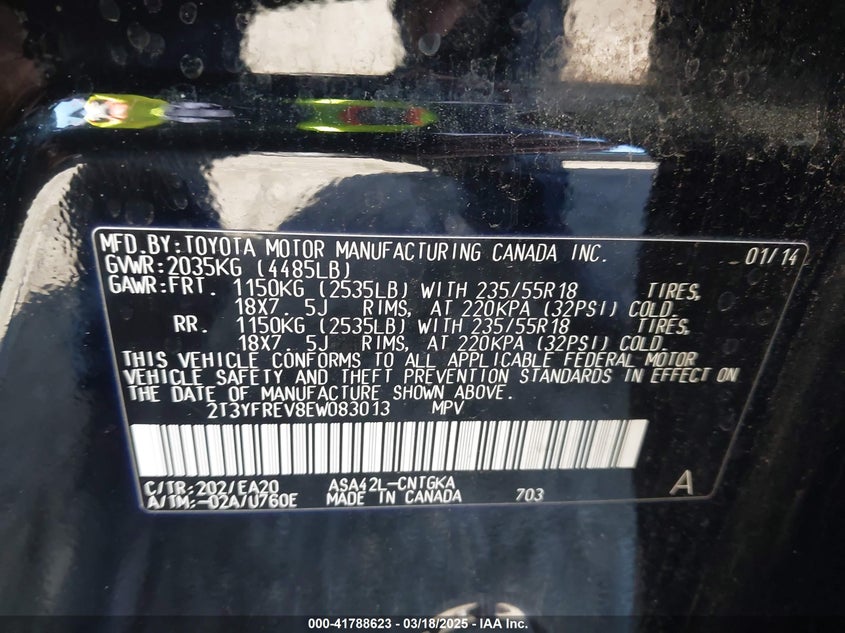 MFD.BY:TOYOTA MOTOR MANUFACTURING CANADA INC. 01/14
GVWR:2035KG (4485LB)
GAWR:FRT. 1150KG (2535LB) WITH 235/55R18 TIRES,
18X7. 5J RIMS, AT 220KPA (32PSI) COLD.
RR. 1150KG (2535LB) WITH 235/55R18 TIRES,
18X7. 5J RIMS, AT 220KPA (32PSI) COLD.
THIS VEHICLE CONFORMS TO ALL APPLICABLE FEDERAL MOTOR
VEHICLE SAFETY AND THEFT PREVENTION STANDARDS IN EFFECT ON
THE DATE OF MANUFACTURE SHOWN ABOVE.
2T3YFREV8EW083013 MPV
C/TR:202/EA20 ASA42L-CNTGKA A
A/TM:-02A/U760E MADE IN CANADA 703
000-41788623 - 03/18/2025 - IAA Inc.